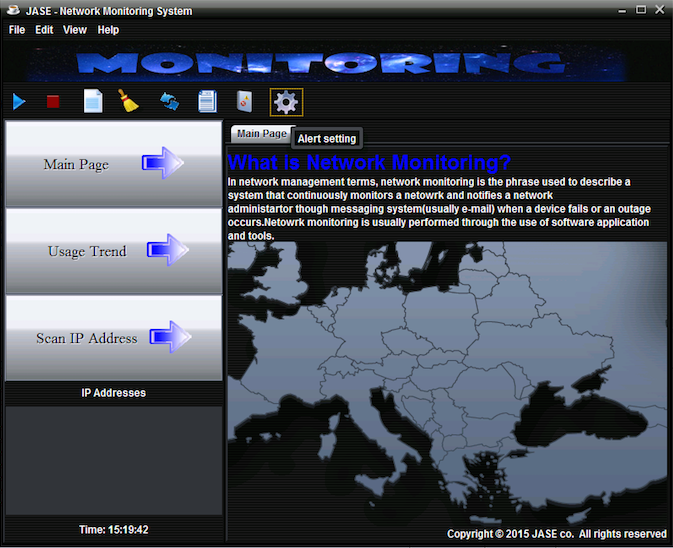 JASE - Network Monitoring System
File Edit View Help
MONITORING
Main Page
Alert setting
Main Page
Usage Trend
Scan IP Address
IP Addresses
Time: 15:19:42
What is Network Monitoring?
In network management terms, network monitoring is the phrase used to describe a
system that continuously monitors a netowrk and notifies a network
administartor though messaging system(usually e-mail) when a device fails or an outage
occurs.Netowrk monitoring is usually performed through the use of software application
and tools.
Copyright © 2015 JASE co. All rights reserved